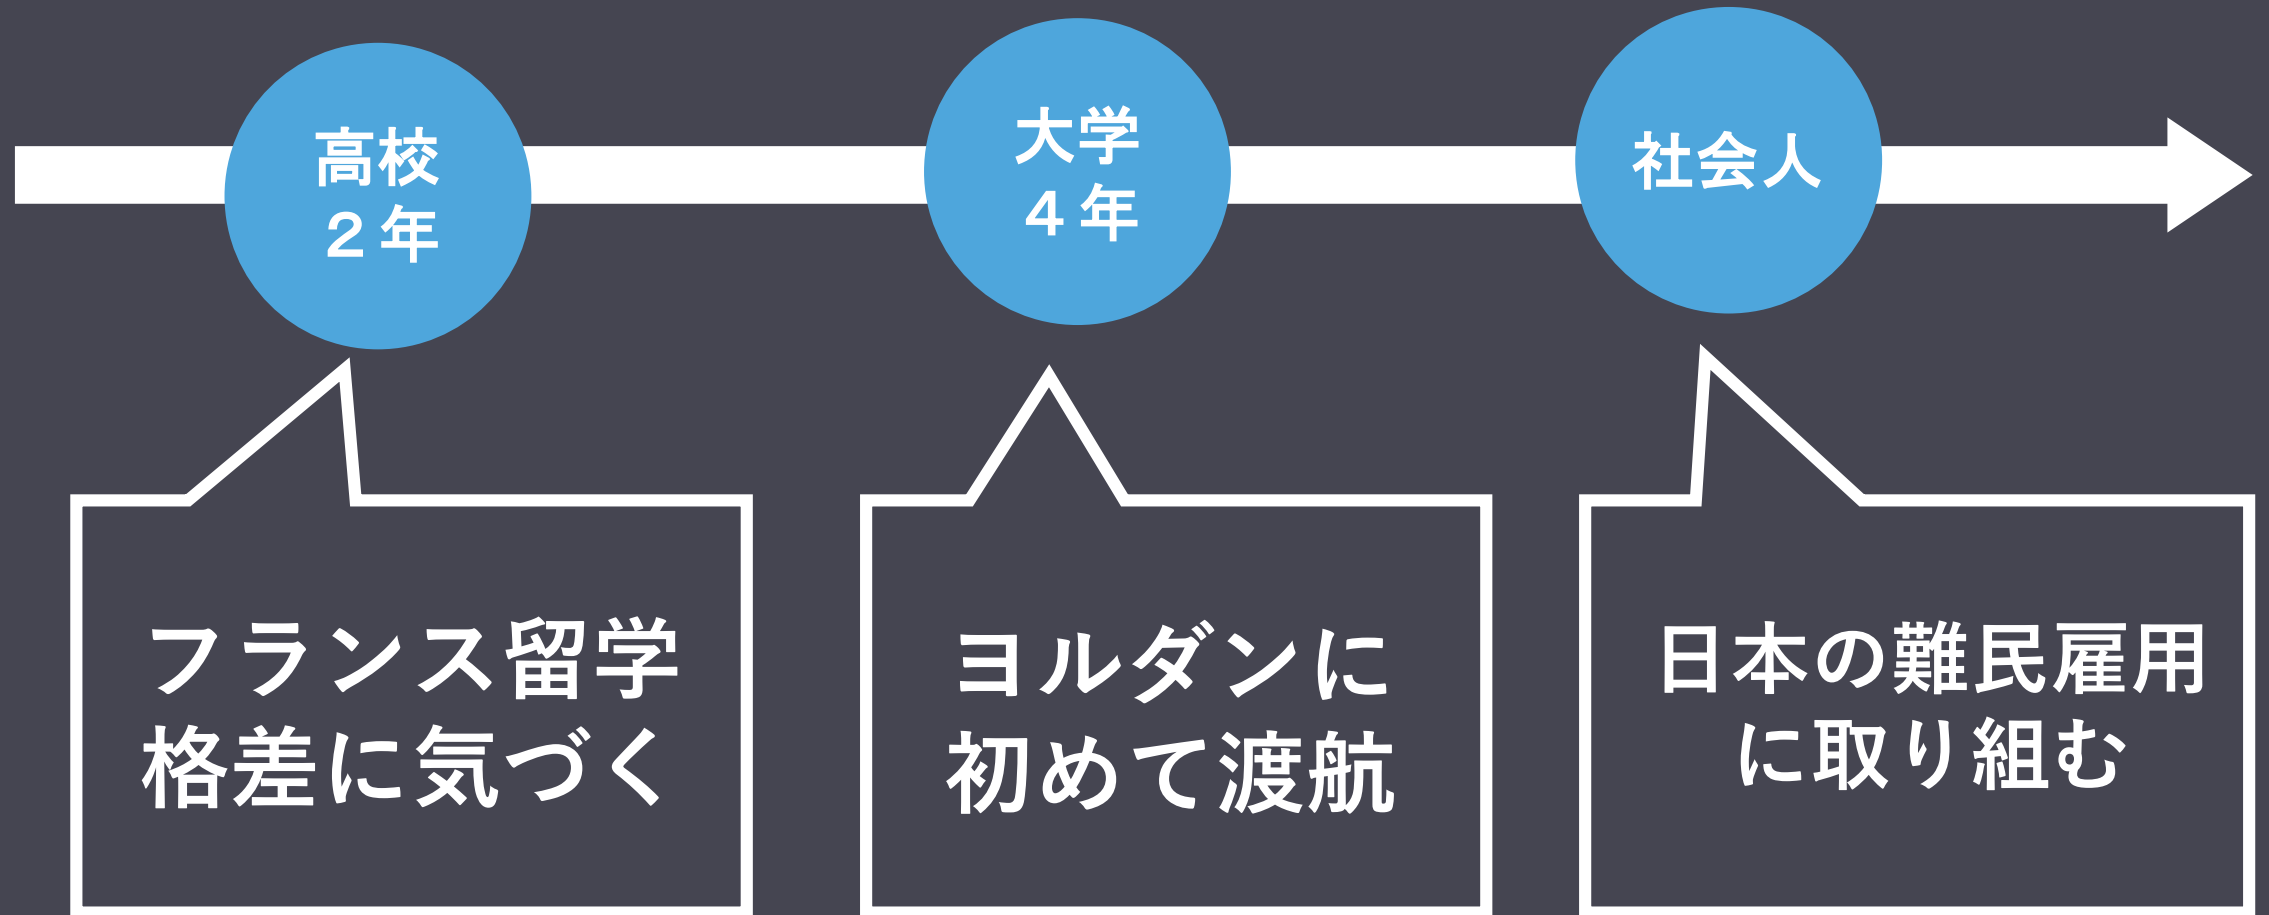 高校
２年
大学
４年
社会人
フランス留学
格差に気づく
ヨルダンに
初めて渡航
日本の難民雇用
に取り組む